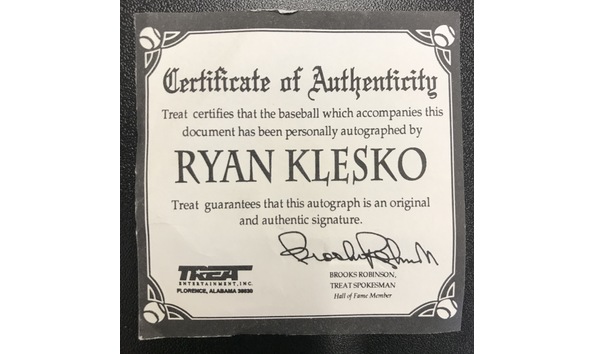 Certificate of Authenticity
Treat certifies that the baseball which accompanies this
document has been personally autographed by
RYAN KLESKO
Treat guarantees that this autograph is an original
and authentic signature.
Brooks Robinson
BROOKS ROBINSON,
TREAT SPOKESMAN
Hall of Fame Member
TREAT
ENTERTAINMENT, INC.
FLORENCE, ALABAMA 35630